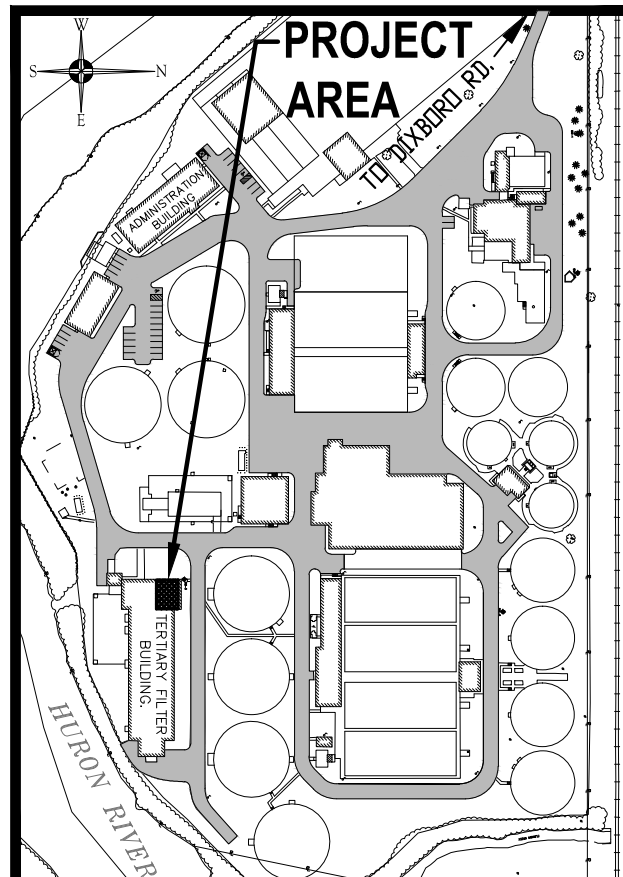 W
S
N
E
PROJECT
AREA
TO DIXBORO RD.
ADMINISTRATION
BUILDING
TERTIARY FILTER
BUILDING.
HURON RIVER